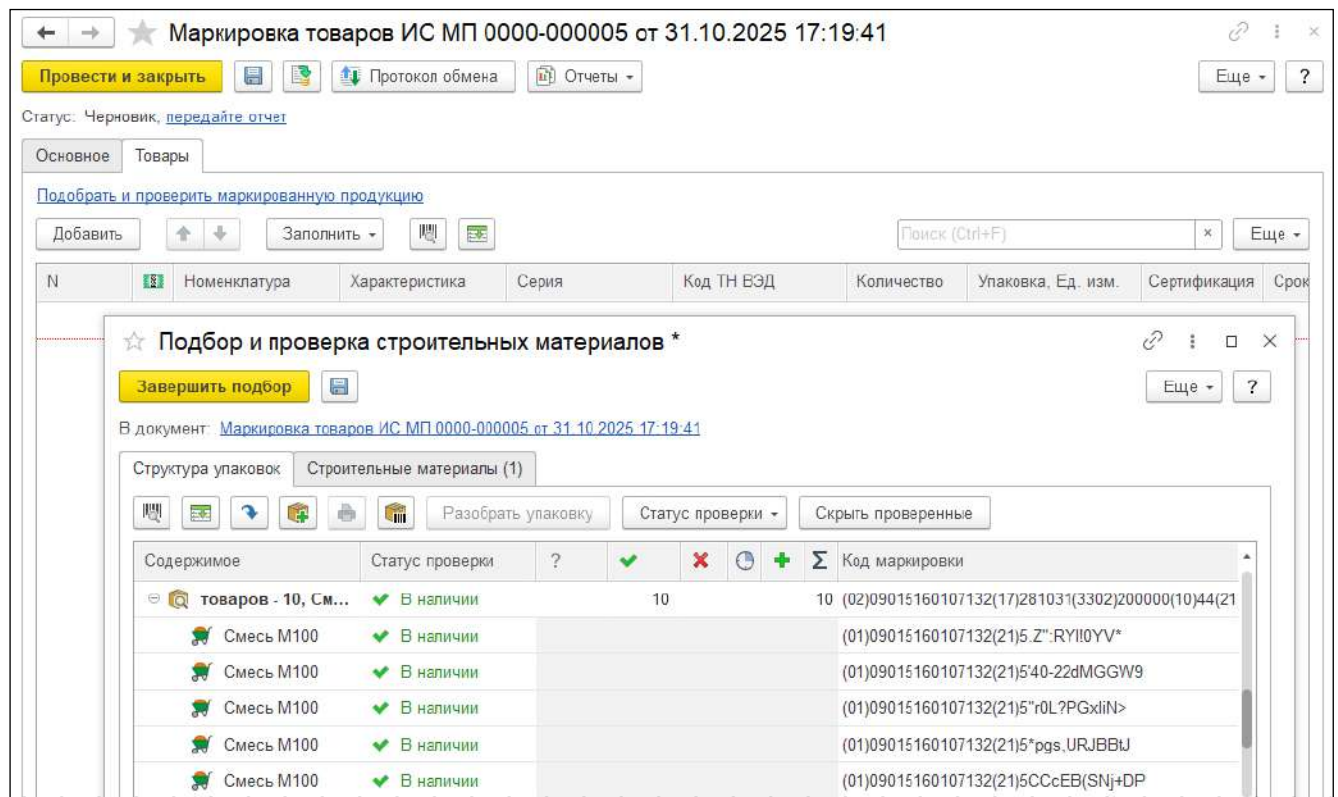 Маркировка товаров ИС МП 0000-000005 от 31.10.2025 17:19:41
Провести и закрыть Протокол обмена Отчеты Еще ?
Статус: Черновик, передайте отчет
Основное Товары
Подобрать и проверить маркированную продукцию
Добавить Заполнить Поиск (Ctrl+F) × Еще
N Номенклатура Характеристика Серия Код ТН ВЭД Количество Упаковка, Ед. изм. Сертификация Срок
Подбор и проверка строительных материалов *
Завершить подбор Еще ?
В документ: Маркировка товаров ИС МП 0000-000005 от 31.10.2025 17:19:41
Структура упаковок Строительные материалы (1)
Разобрать упаковку Статус проверки Скрыть проверенные
Содержимое Статус проверки ? Σ Код маркировки
товаров - 10, См... В наличии 10 10 (02)09015160107132(17)281031(3302)200000(10)44(21
Смесь М100 В наличии (01)09015160107132(21)5.Z":RYI!0YV*
Смесь М100 В наличии (01)09015160107132(21)5'40-22dMGGW9
Смесь М100 В наличии (01)09015160107132(21)5"r0L?PGxliN>
Смесь М100 В наличии (01)09015160107132(21)5*pgs,URJBBtJ
Смесь М100 В наличии (01)09015160107132(21)5CCcEB(SNj+DP